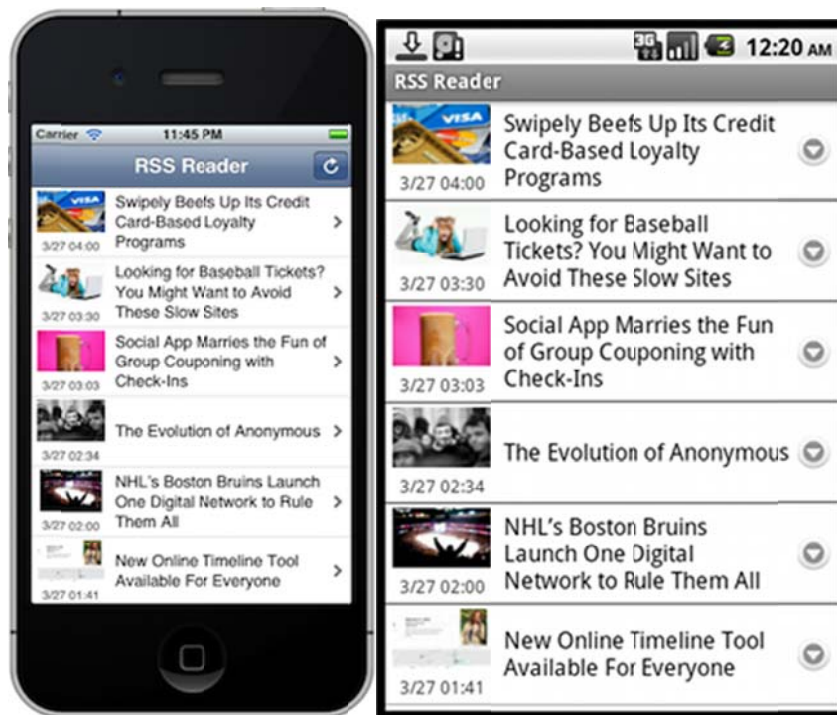 Carrier
11:45 PM
RSS Reader
VISA
3/27 04:00
Swipely Beefs Up Its Credit
Card-Based Loyalty
Programs
3/27 03:30
Looking for Baseball Tickets?
You Might Want to Avoid
These Slow Sites
3/27 03:03
Social App Marries the Fun of
Group Couponing with
Check-Ins
3/27 02:34
The Evolution of Anonymous
3/27 02:00
NHL's Boston Bruins Launch
One Digital Network to Rule
Them All
3/27 01:41
New Online Timeline Tool
Available For Everyone
3G
12:20 AM
RSS Reader
VISA
3/27 04:00
Swipely Beefs Up Its Credit
Card-Based Loyalty
Programs
3/27 03:30
Looking for Baseball
Tickets? You Might Want to
Avoid These Slow Sites
3/27 03:03
Social App Marries the Fun
of Group Couponing with
Check-Ins
3/27 02:34
The Evolution of Anonymous
3/27 02:00
NHL's Boston Bruins
Launch One Digital
Network to Rule Them All
3/27 01:41
New Online Timeline Tool
Available For Everyone